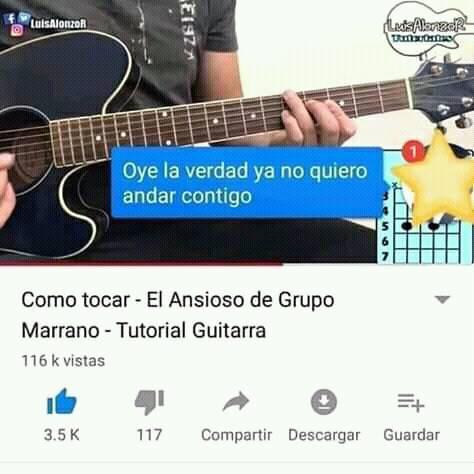 LuisAlonzoR
LuisAlonzoR
Tutoriales
1
Oye la verdad ya no quiero
andar contigo
x
3
4
5
6
7
Como tocar - El Ansioso de Grupo
Marrano - Tutorial Guitarra
116 k vistas
3.5 K
117
Compartir
Descargar
Guardar